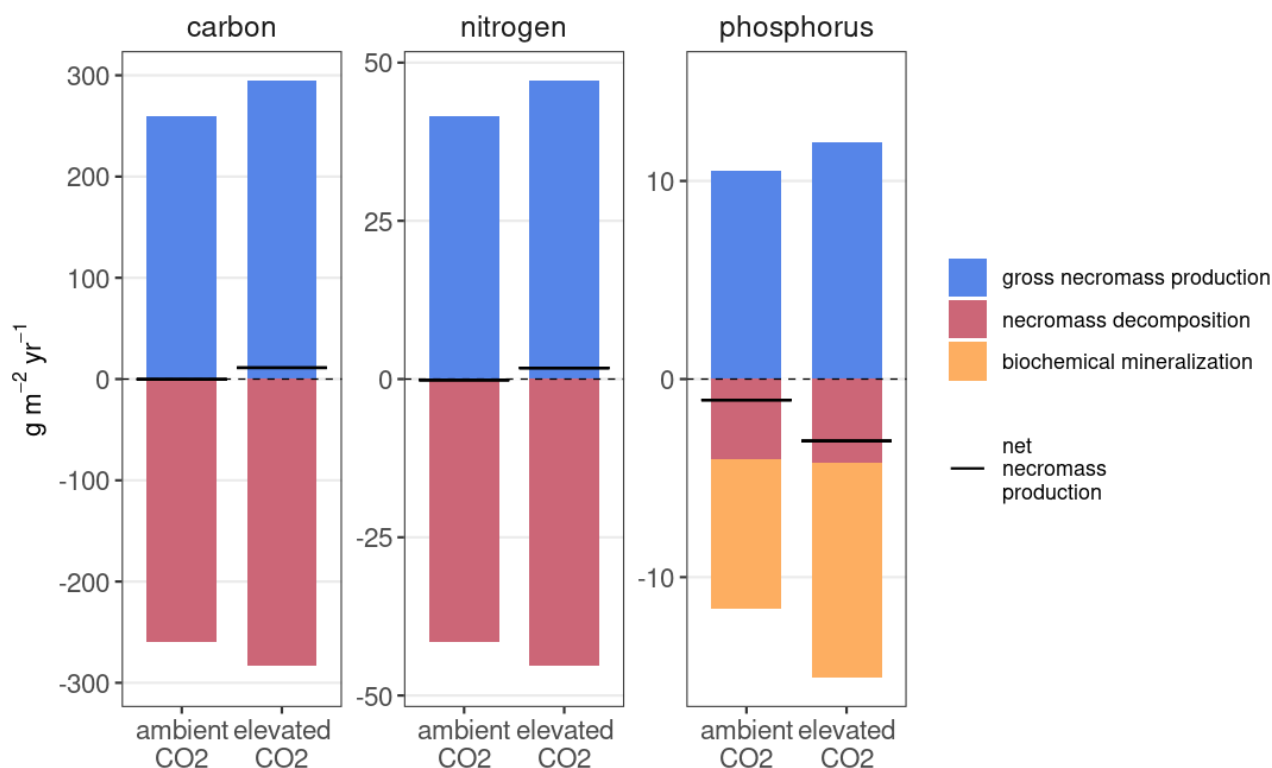 carbon
nitrogen
phosphorus
g m⁻² yr⁻¹
300
200
100
0
-100
-200
-300
50
25
0
-25
-50
10
0
-10
ambient CO2
elevated CO2
ambient CO2
elevated CO2
ambient CO2
elevated CO2
gross necromass production
necromass decomposition
biochemical mineralization
net
necromass
production